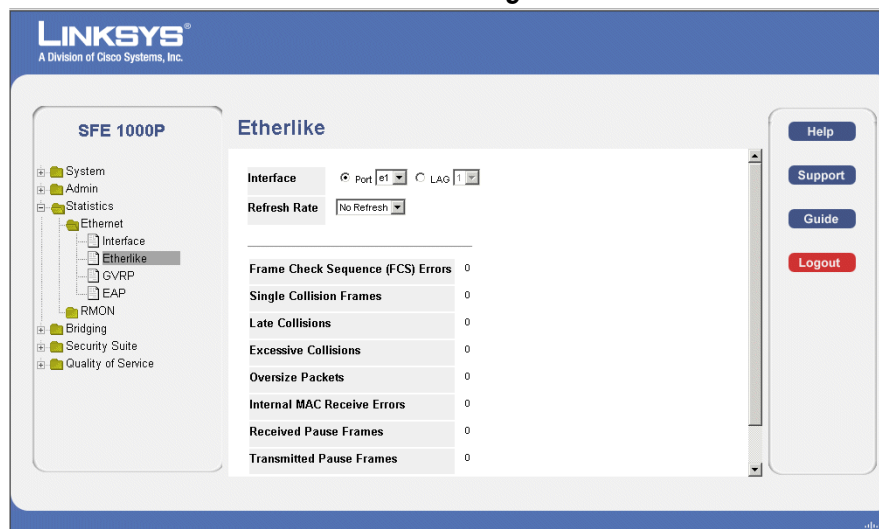 LINKSYS®
A Division of Cisco Systems, Inc.
SFE 1000P
System
Admin
Statistics
Ethernet
Interface
Etherlike
GVRP
EAP
RMON
Bridging
Security Suite
Quality of Service
Etherlike
Interface Port e1 LAG 1
Refresh Rate No Refresh
Frame Check Sequence (FCS) Errors 0
Single Collision Frames 0
Late Collisions 0
Excessive Collisions 0
Oversize Packets 0
Internal MAC Receive Errors 0
Received Pause Frames 0
Transmitted Pause Frames 0
Help
Support
Guide
Logout